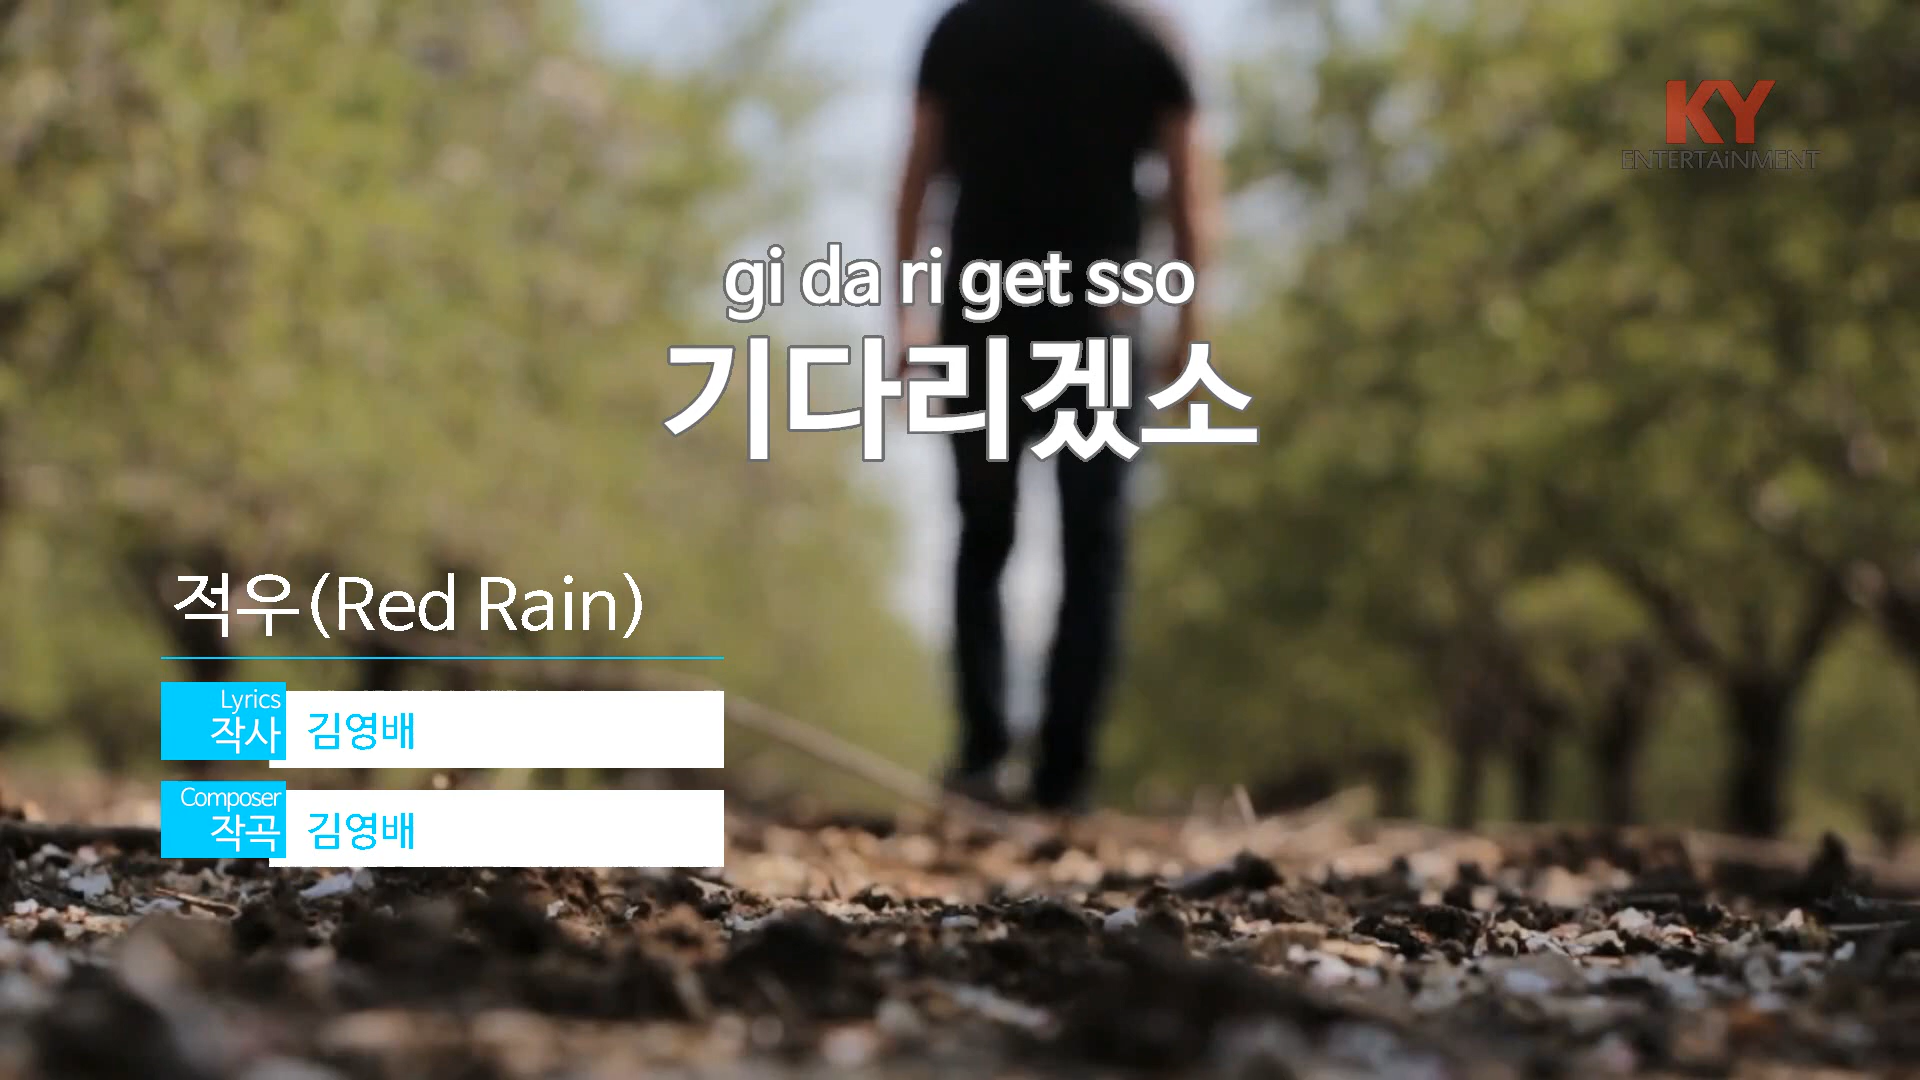 KY
ENTERTAiNMENT
gi da ri get sso
기다리겠소
적우(Red Rain)
Lyrics
작사 김영배
Composer
작곡 김영배